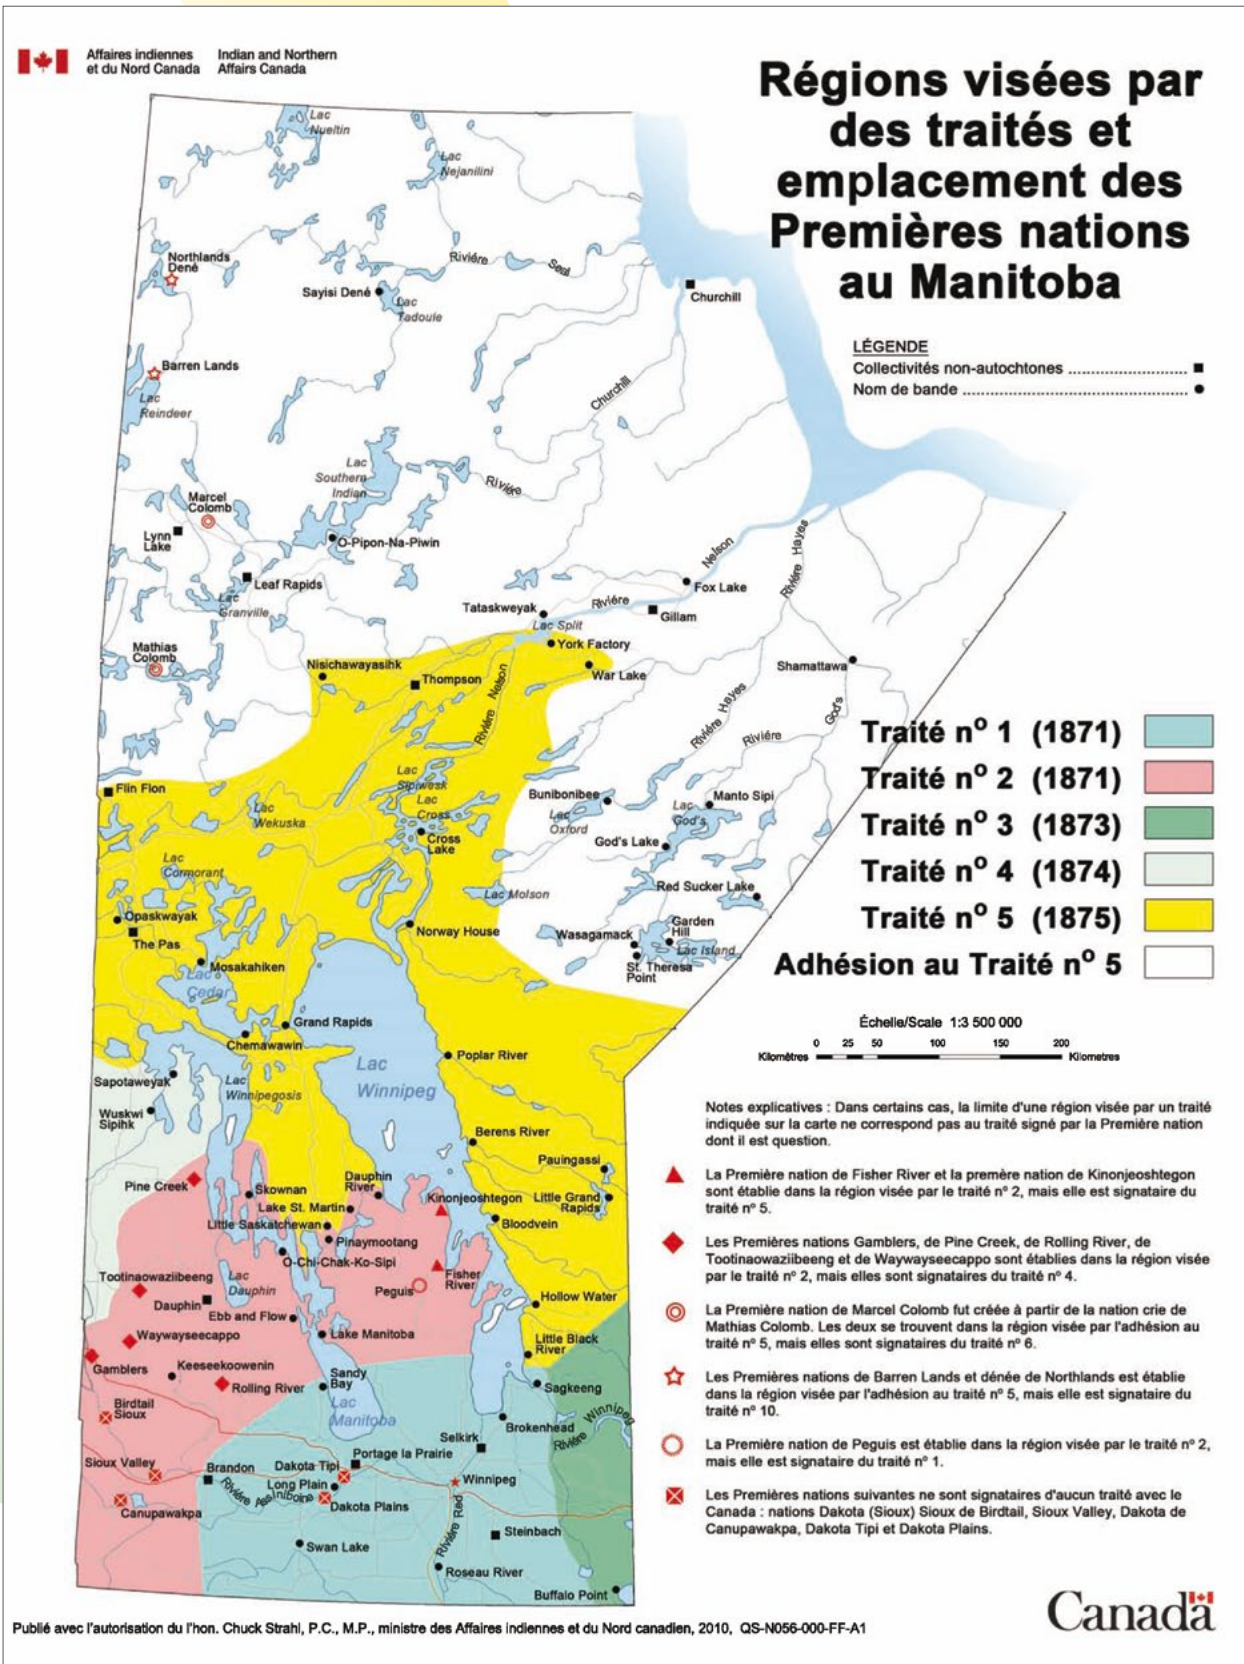 Affaires indiennes
et du Nord Canada
Indian and Northern
Affairs Canada
Régions visées par
des traités et
emplacement des
Premières nations
au Manitoba
LÉGENDE
Collectivités non-autochtones ............................ ■
Nom de bande ...................................................... ●
Lac
Nueltin
Lac
Nejanilini
Northlands
Dené
Rivière
Seal
Sayisi Dené
Lac
Tadoule
Churchill
Barren Lands
Lac
Reindeer
Churchill
Lac
Southern
Indian
Rivière
Marcel
Colomb
Lynn
Lake
O-Pipon-Na-Piwin
Leaf Rapids
Lac
Granville
Nelson
Rivière Hayes
Fox Lake
Rivière
Gillam
Tataskweyak
Lac Split
York Factory
War Lake
Shamattawa
Mathias
Colomb
Nisichawayasihk
Thompson
Rivière Nelson
Rivière Hayes
God's
Rivière
Traité nº 1 (1871)
Traité nº 2 (1871)
Traité nº 3 (1873)
Traité nº 4 (1874)
Traité nº 5 (1875)
Adhésion au Traité nº 5
Flin Flon
Lac
Sipiwesk
Lac
Wekuska
Lac
Cross
Cross
Lake
Bunibonibee
Lac
Oxford
Manto Sipi
Lac
God's
God's Lake
Lac
Cormorant
Lac Molson
Red Sucker Lake
Opaskwayak
The Pas
Norway House
Wasagamack
Garden
Hill
Lac Island
St. Theresa
Point
Mosakahiken
Lac
Cedar
Grand Rapids
Chemawawin
Échelle/Scale 1:3 500 000
0 25 50 100 150 200
Kilomètres
Kilometres
Poplar River
Lac
Winnipeg
Sapotaweyak
Lac
Winnipegosis
Wuskwi
Sipihk
Berens River
Pauingassi
Little Grand
Rapids
Pine Creek
Skownan
Dauphin
River
Kinonjeoshtegon
Lake St. Martin
Little Saskatchewan
Bloodvein
Pinaymootang
O-Chi-Chak-Ko-Sipi
Tootinaowaziibeeng
Lac
Dauphin
Fisher
River
Peguis
Dauphin
Ebb and Flow
Hollow Water
Waywayseecappo
Lake Manitoba
Little Black
River
Gamblers
Keeseekoowenin
Rolling River
Sandy
Bay
Lac
Manitoba
Sagkeeng
Birdtail
Sioux
Brokenhead
Rivière Winnipeg
Selkirk
Sioux Valley
Brandon
Portage la Prairie
Dakota Tipi
Long Plain
Winnipeg
Rivière Assiniboine
Dakota Plains
Canupawakpa
Rivière Red
Steinbach
Swan Lake
Roseau River
Buffalo Point
Notes explicatives : Dans certains cas, la limite d'une région visée par un traité
indiquée sur la carte ne correspond pas au traité signé par la Première nation
dont il est question.
La Première nation de Fisher River et la premère nation de Kinonjeoshtegon
sont établie dans la région visée par le traité nº 2, mais elle est signataire du
traité nº 5.
Les Premières nations Gamblers, de Pine Creek, de Rolling River, de
Tootinaowaziibeeng et de Waywayseecappo sont établies dans la région visée
par le traité nº 2, mais elles sont signataires du traité nº 4.
La Première nation de Marcel Colomb fut créée à partir de la nation crie de
Mathias Colomb. Les deux se trouvent dans la région visée par l'adhésion au
traité nº 5, mais elles sont signataires du traité nº 6.
Les Premières nations de Barren Lands et dénée de Northlands est établie
dans la région visée par l'adhésion au traité nº 5, mais elle est signataire du
traité nº 10.
La Première nation de Peguis est établie dans la région visée par le traité nº 2,
mais elle est signataire du traité nº 1.
Les Premières nations suivantes ne sont signataires d'aucun traité avec le
Canada : nations Dakota (Sioux) Sioux de Birdtail, Sioux Valley, Dakota de
Canupawakpa, Dakota Tipi et Dakota Plains.
Canada
Publié avec l'autorisation du l'hon. Chuck Strahl, P.C., M.P., ministre des Affaires indiennes et du Nord canadien, 2010, QS-N056-000-FF-A1